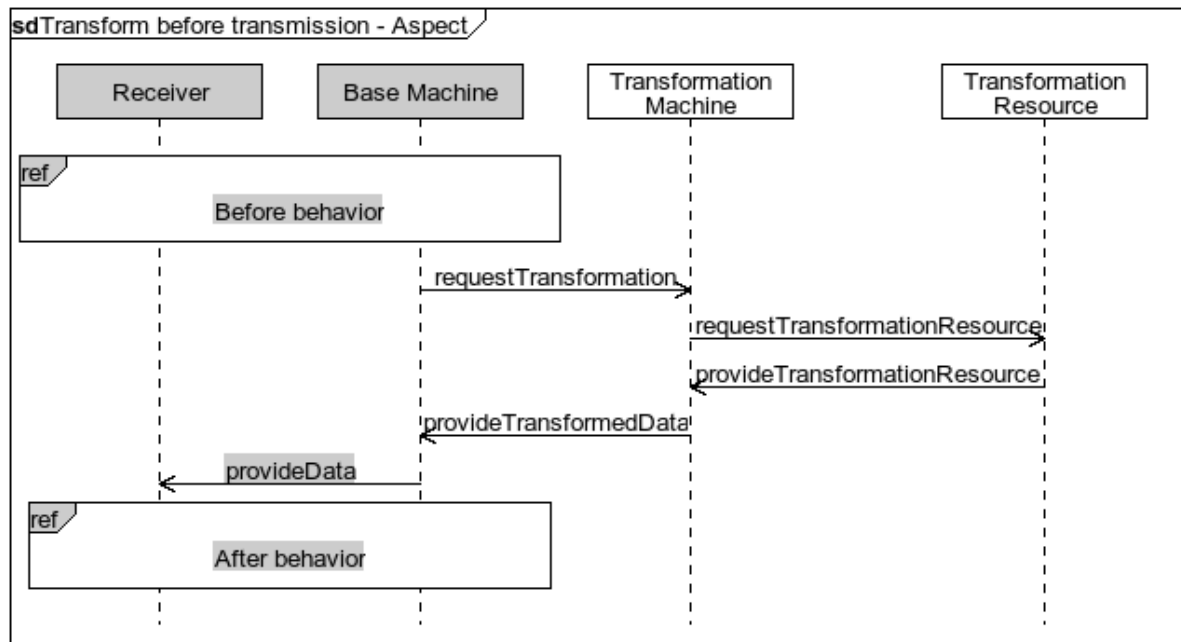 sdTransform before transmission - Aspect
Receiver
Base Machine
Transformation
Machine
Transformation
Resource
ref
Before behavior
requestTransformation
requestTransformationResource
provideTransformationResource
provideTransformedData
provideData
ref
After behavior